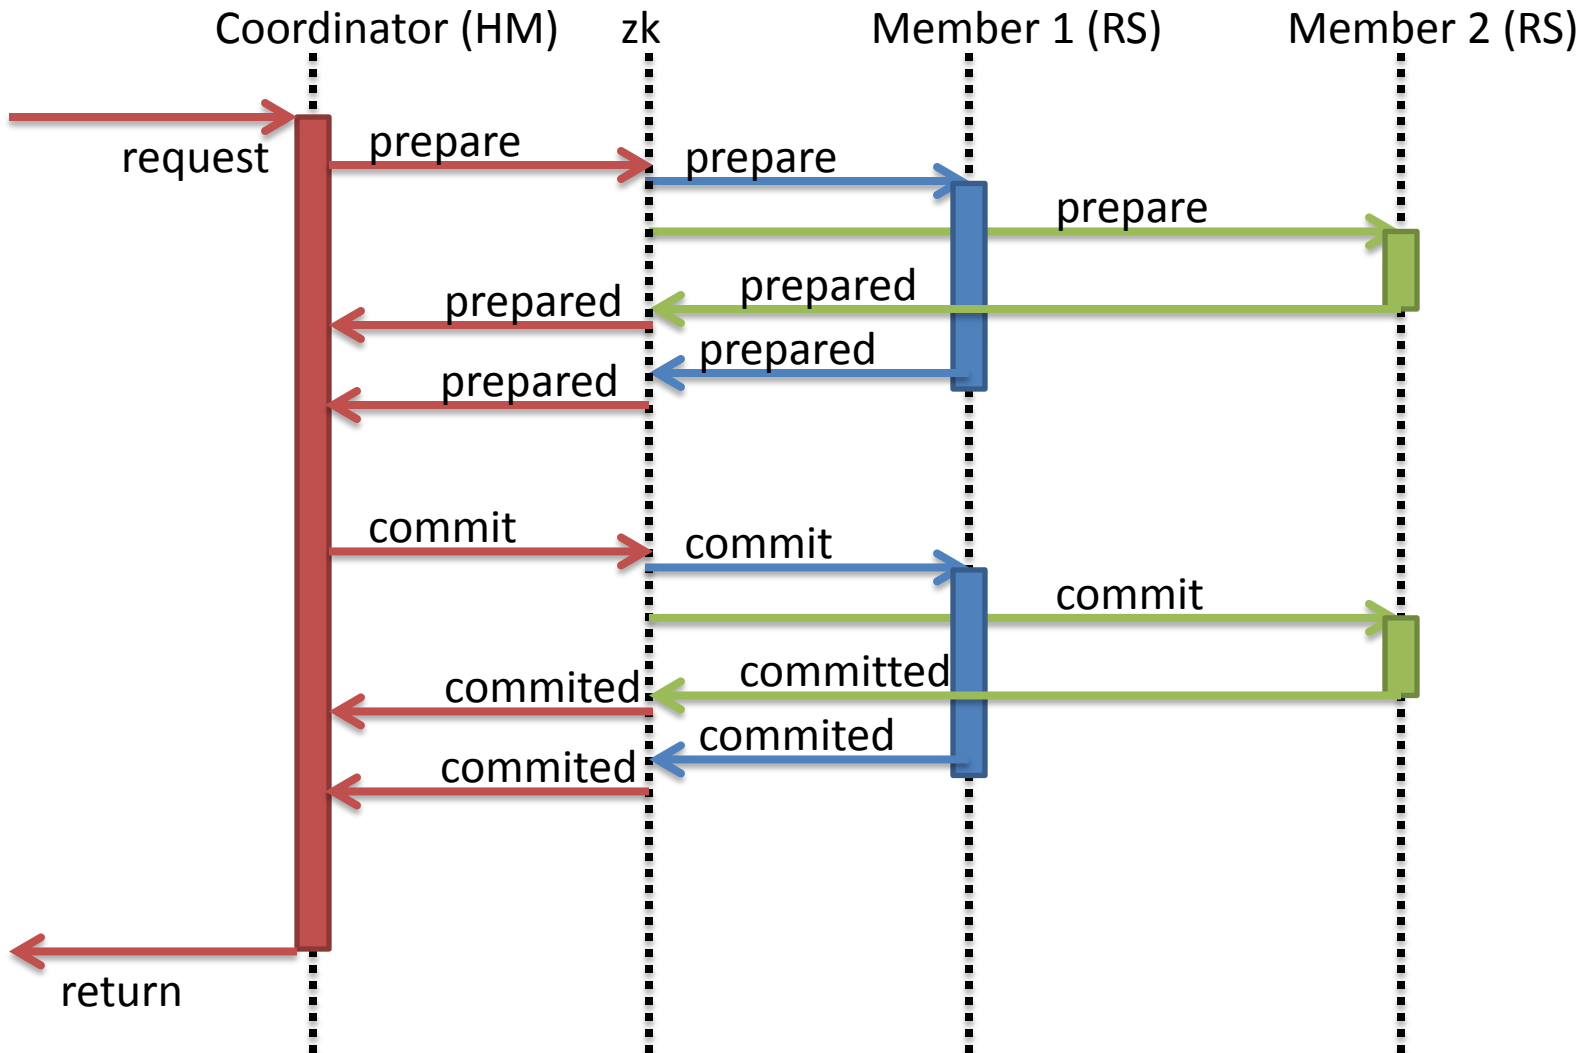 Coordinator (HM)
zk
Member 1 (RS)
Member 2 (RS)
request
prepare
prepare
prepare
prepared
prepared
prepared
prepared
commit
commit
commit
committed
commited
commited
commited
return